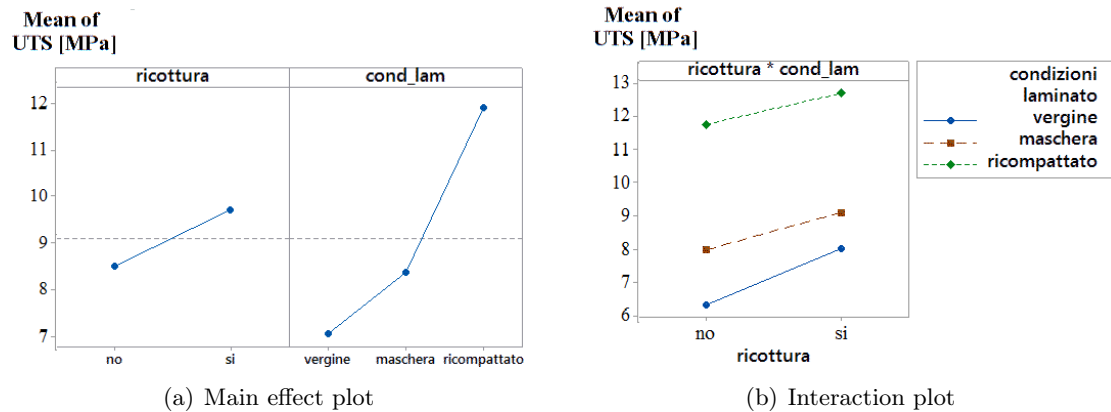 Mean of
UTS [MPa]
ricottura
cond_lam
12
11
10
9
8
7
no
si
vergine
maschera
ricompattato
(a) Main effect plot
Mean of
UTS [MPa]
ricottura * cond_lam
13
12
11
10
9
8
7
6
no
si
ricottura
condizioni
laminato
vergine
maschera
ricompattato
(b) Interaction plot